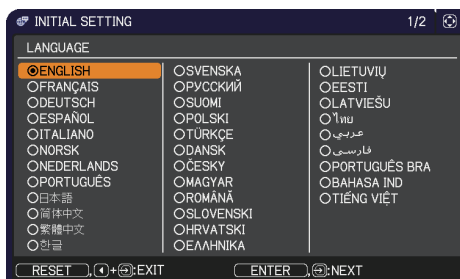 INITIAL SETTING 1/2
LANGUAGE
ENGLISH
FRANÇAIS
DEUTSCH
ESPAÑOL
ITALIANO
NORSK
NEDERLANDS
PORTUGUÊS
日本語
简体中文
繁體中文
한글
SVENSKA
РУССКИЙ
SUOMI
POLSKI
TÜRKÇE
DANSK
ČESKY
MAGYAR
ROMÂNĂ
SLOVENSKI
HRVATSKI
ΕΛΛΗΝΙΚΑ
LIETUVIŲ
EESTI
LATVIEŠU
ไทย
عربي
فارسی
PORTUGUÊS BRA
BAHASA IND
TIẾNG VIỆT
RESET ,+:EXIT ENTER ,:NEXT